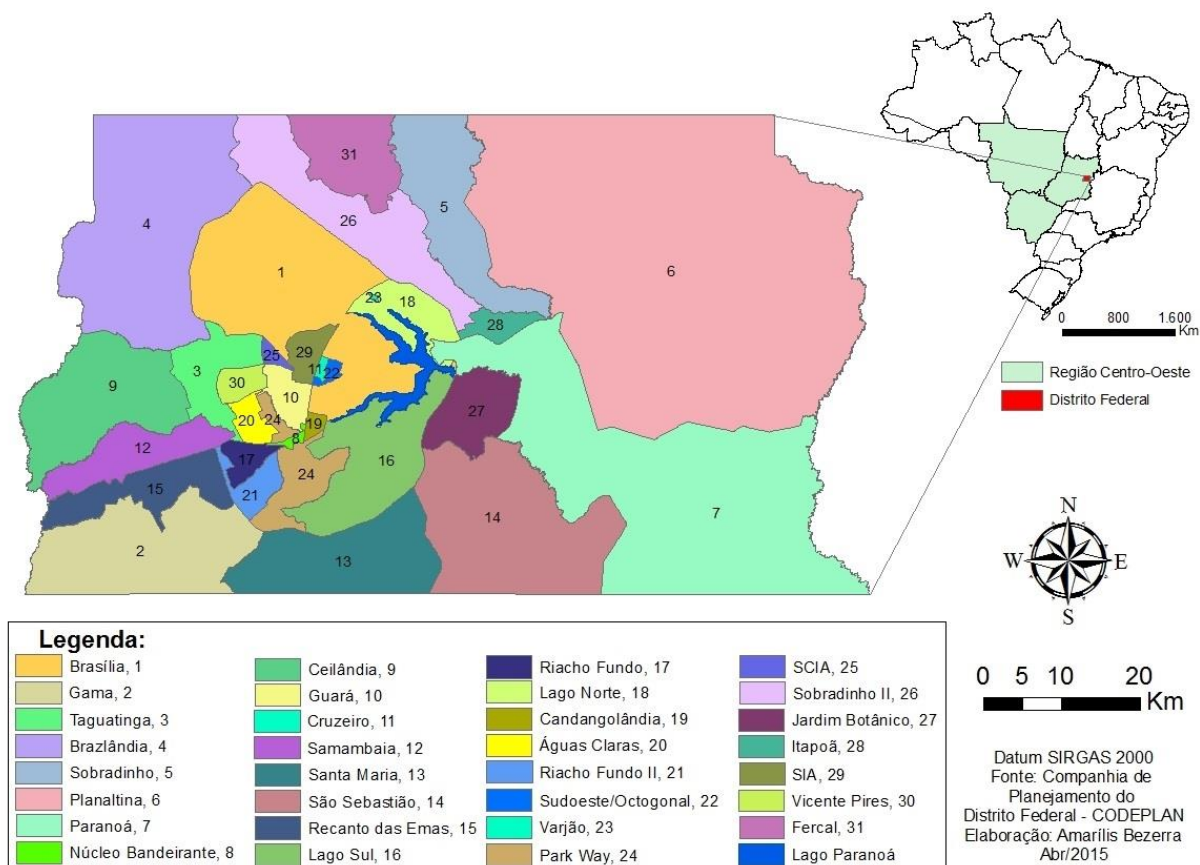 31
5
4
26
6
1
23
18
28
29
25
11
22
3
30
9
10
27
20
24
19
8
12
17
16
24
15
21
14
7
2
13
0 800 1.600
Km
Região Centro-Oeste
Distrito Federal
N
W E
S
Legenda:
Brasília, 1
Gama, 2
Taguatinga, 3
Brazlândia, 4
Sobradinho, 5
Planaltina, 6
Paranoá, 7
Núcleo Bandeirante, 8
Ceilândia, 9
Guará, 10
Cruzeiro, 11
Samambaia, 12
Santa Maria, 13
São Sebastião, 14
Recanto das Emas, 15
Lago Sul, 16
Riacho Fundo, 17
Lago Norte, 18
Candangolândia, 19
Águas Claras, 20
Riacho Fundo II, 21
Sudoeste/Octogonal, 22
Varjão, 23
Park Way, 24
SCIA, 25
Sobradinho II, 26
Jardim Botânico, 27
Itapoã, 28
SIA, 29
Vicente Pires, 30
Fercal, 31
Lago Paranoá
0 5 10 20
Km
Datum SIRGAS 2000
Fonte: Companhia de
Planejamento do
Distrito Federal - CODEPLAN
Elaboração: Amarílis Bezerra
Abr/2015